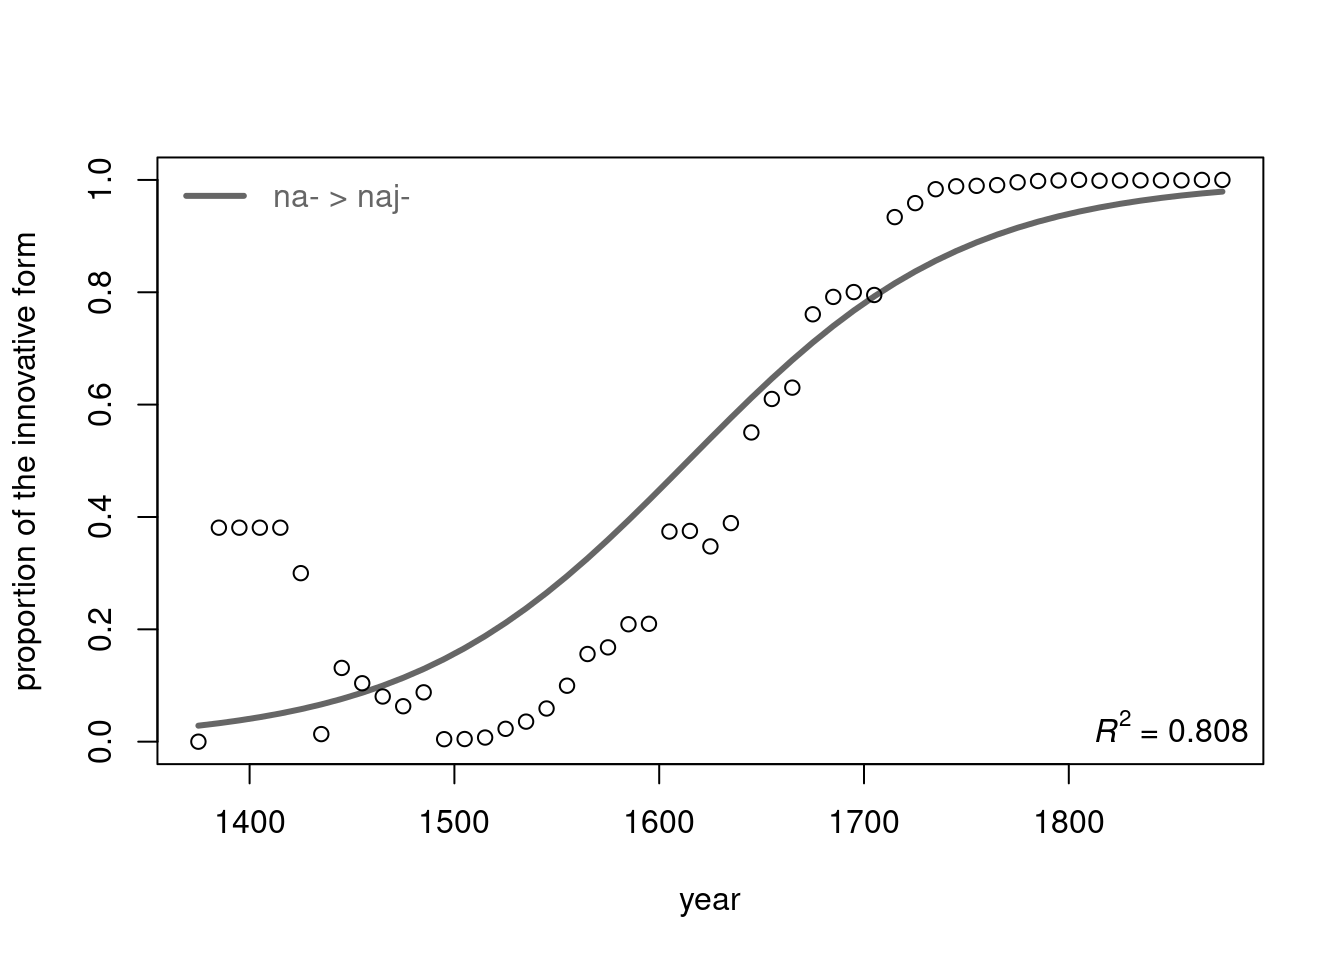 na- > naj-
proportion of the innovative form
1.0
0.8
0.6
0.4
0.2
0.0
R² = 0.808
1400 1500 1600 1700 1800
year